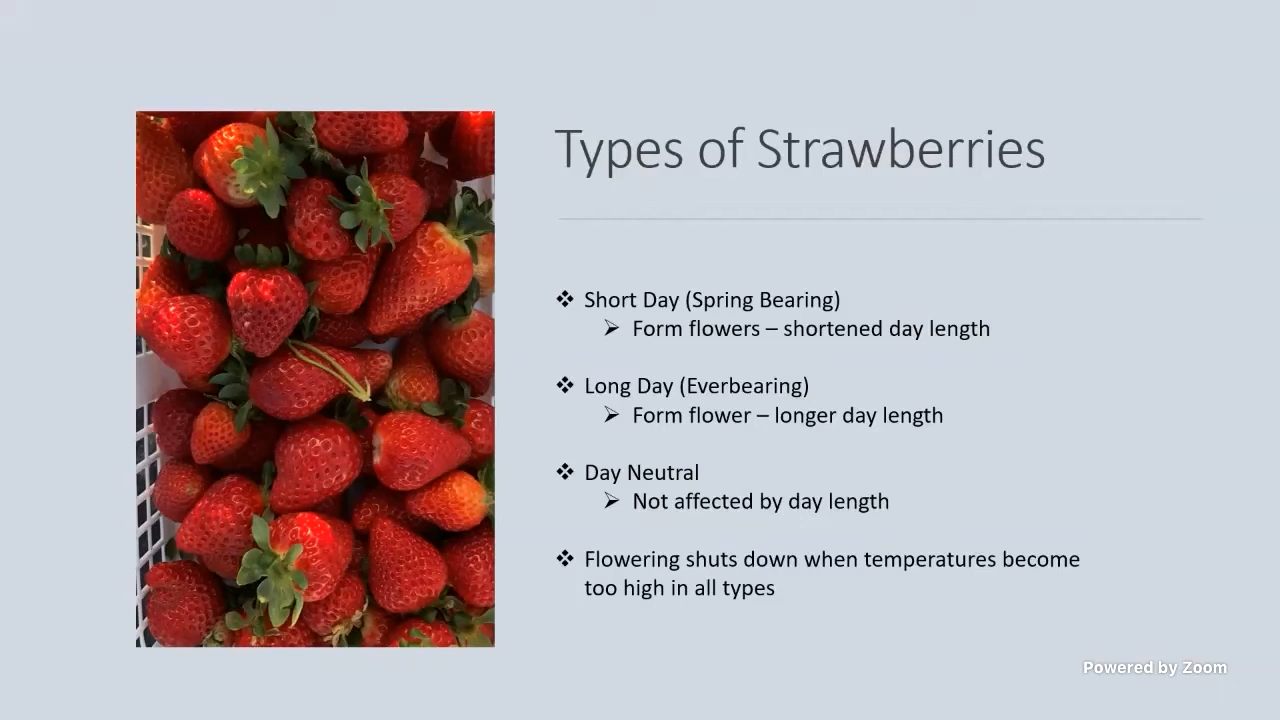 Types of Strawberries
❖ Short Day (Spring Bearing)
➢ Form flowers – shortened day length
❖ Long Day (Everbearing)
➢ Form flower – longer day length
❖ Day Neutral
➢ Not affected by day length
❖ Flowering shuts down when temperatures become
too high in all types
Powered by Zoom